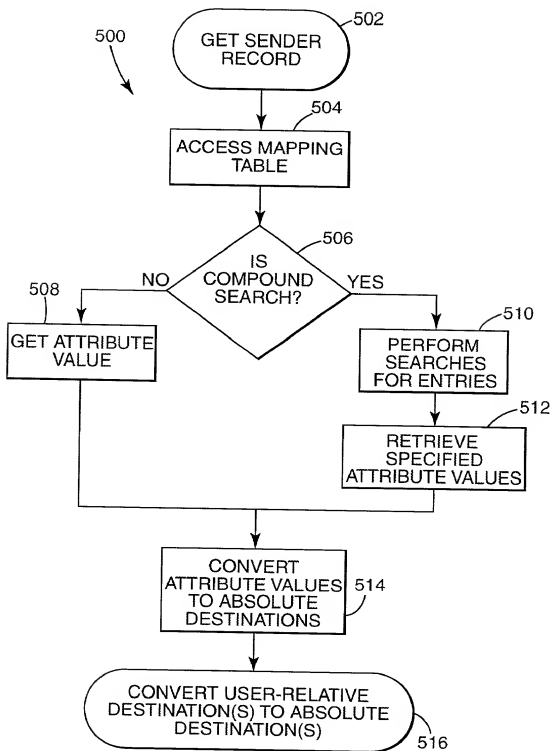 500
502
GET SENDER
RECORD
504
ACCESS MAPPING
TABLE
506
IS
COMPOUND
SEARCH?
NO
YES
508
GET ATTRIBUTE
VALUE
510
PERFORM
SEARCHES
FOR ENTRIES
512
RETRIEVE
SPECIFIED
ATTRIBUTE VALUES
CONVERT
ATTRIBUTE VALUES
TO ABSOLUTE
DESTINATIONS
514
CONVERT USER-RELATIVE
DESTINATION(S) TO ABSOLUTE
DESTINATION(S)
516